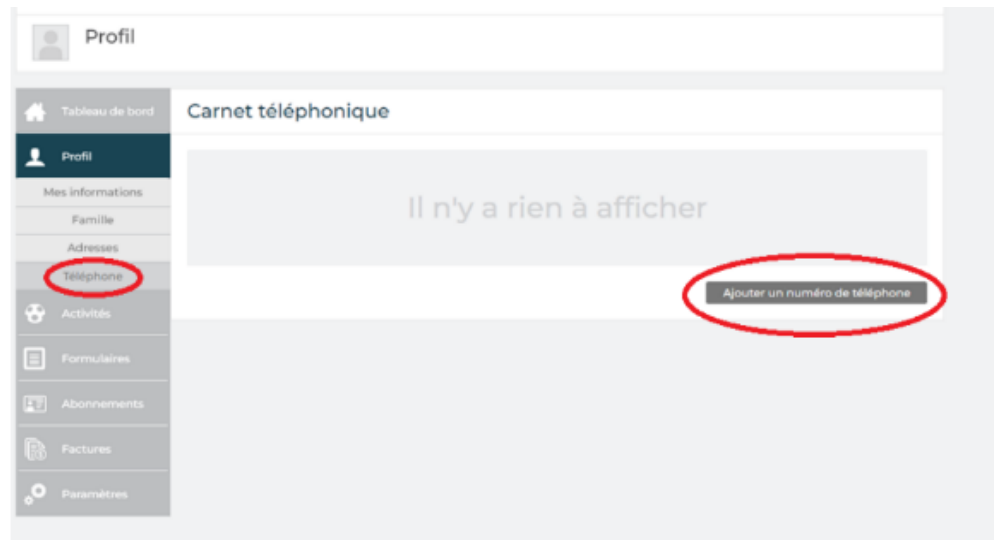 Profil
Tableau de bord
Profil
Mes informations
Famille
Adresses
Téléphone
Activités
Formulaires
Abonnements
Factures
Paramètres
Carnet téléphonique
Il n'y a rien à afficher
Ajouter un numéro de téléphone